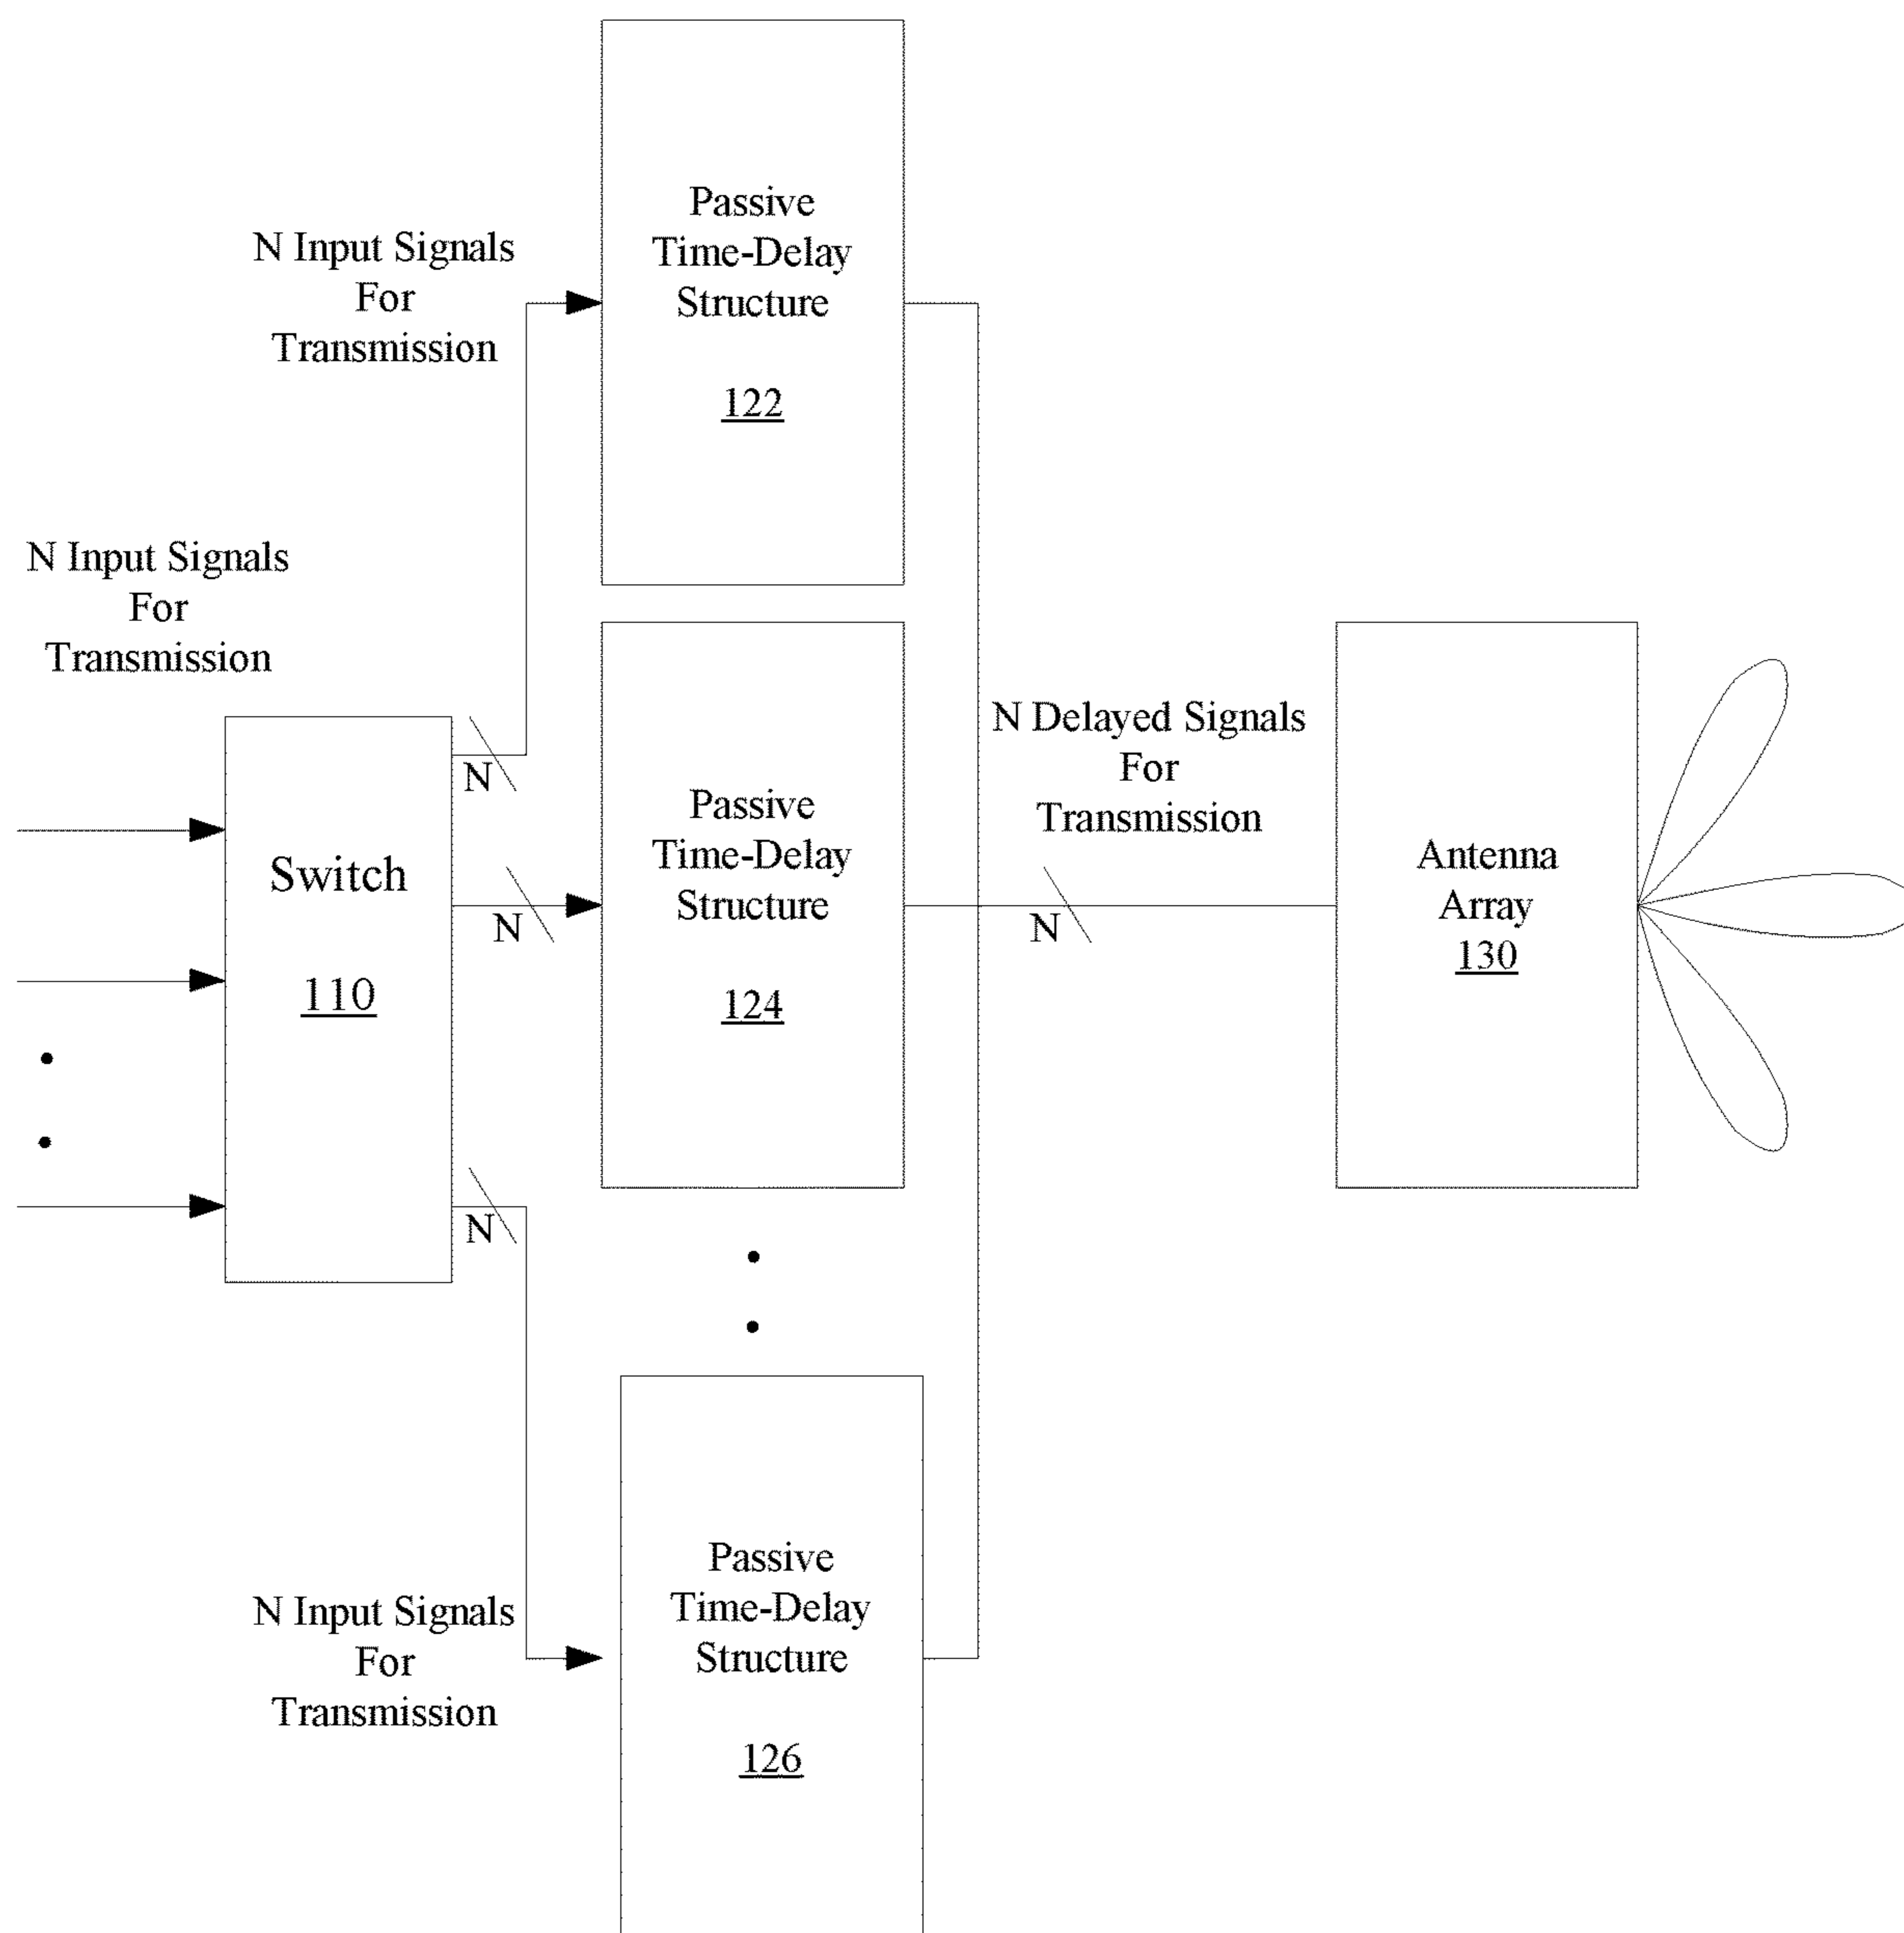 Passive
Time-Delay
Structure
122
N Input Signals
For
Transmission
N Input Signals
For
Transmission
N
Switch
110
N
Passive
Time-Delay
Structure
124
N Delayed Signals
For
Transmission
N
Antenna
Array
130
N
N Input Signals
For
Transmission
Passive
Time-Delay
Structure
126